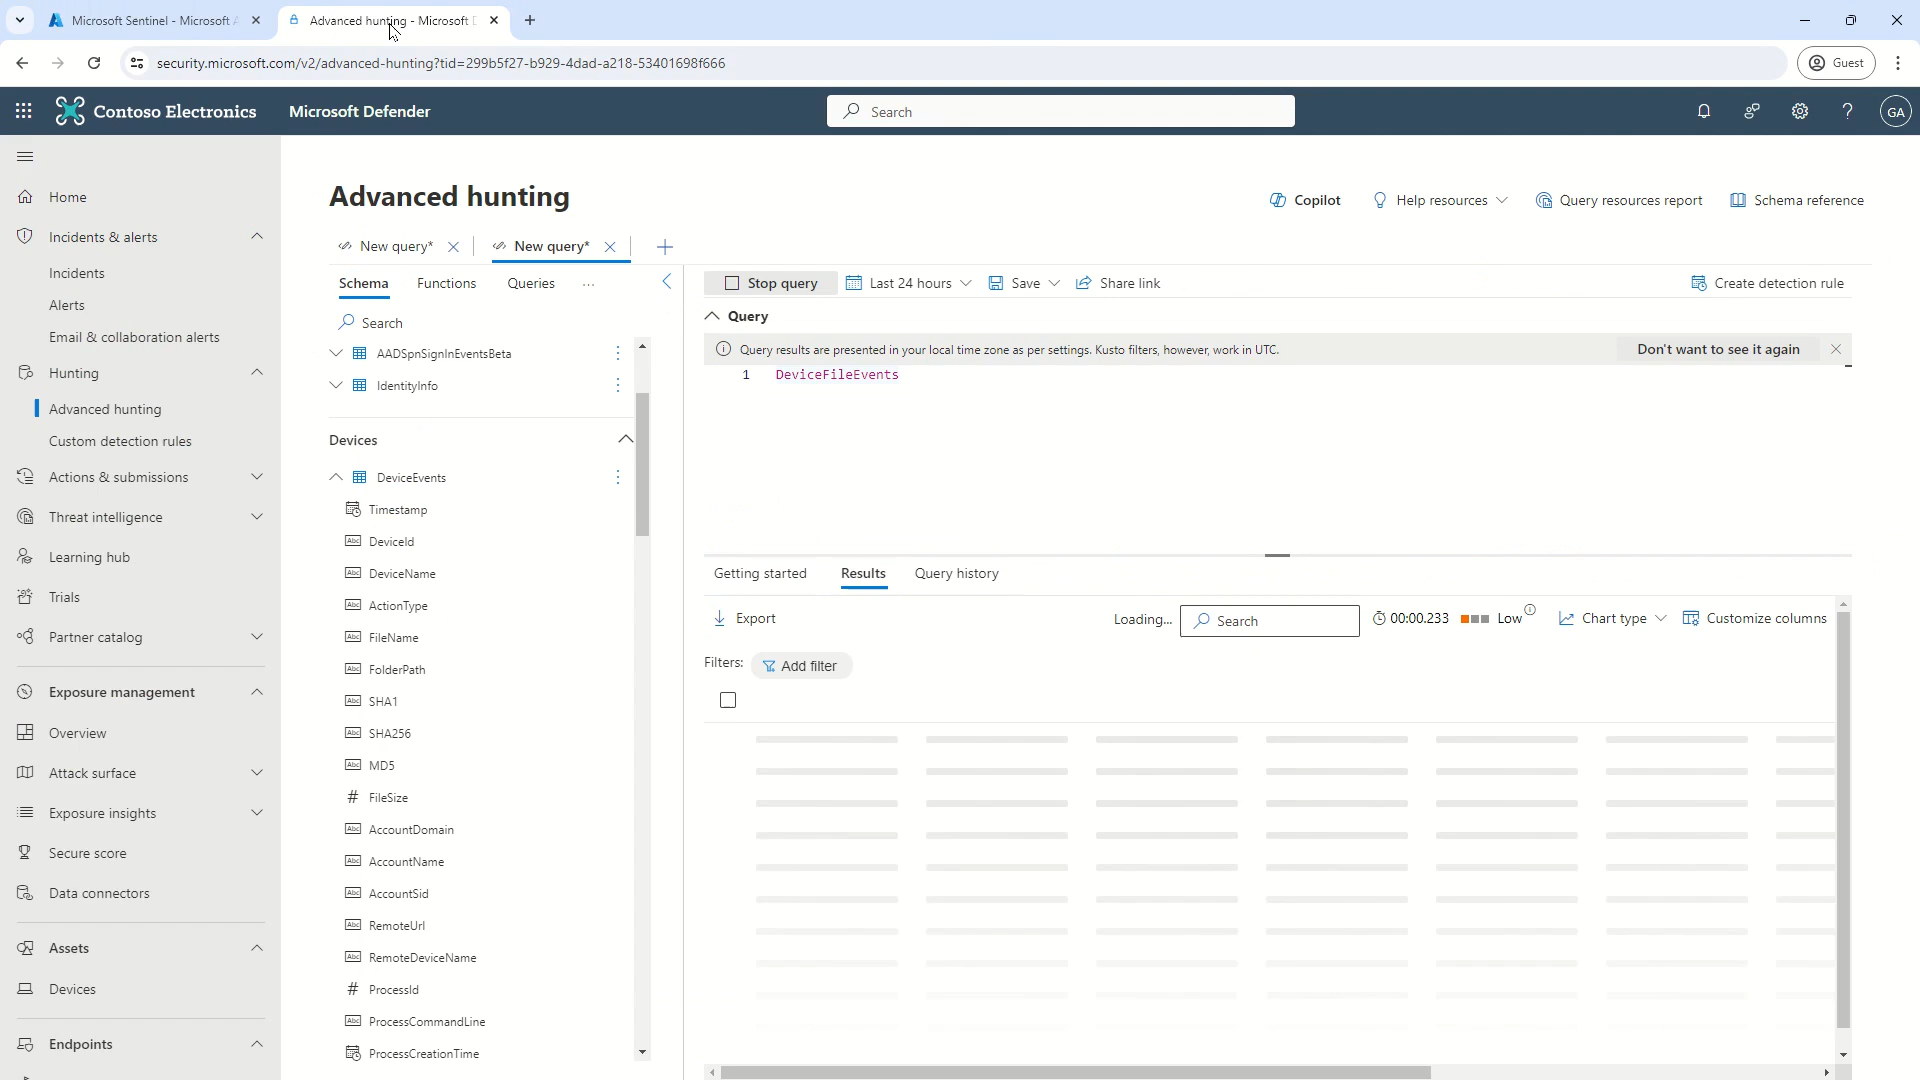 Microsoft Sentinel - Microsoft A
Advanced hunting - Microsoft D
security.microsoft.com/v2/advanced-hunting?tid=299b5f27-b929-4dad-a218-53401698f666
Guest
Contoso Electronics
Microsoft Defender
Search
GA
Home
Incidents & alerts
Incidents
Alerts
Email & collaboration alerts
Hunting
Advanced hunting
Custom detection rules
Actions & submissions
Threat intelligence
Learning hub
Trials
Partner catalog
Exposure management
Overview
Attack surface
Exposure insights
Secure score
Data connectors
Assets
Devices
Endpoints
Advanced hunting
Copilot
Help resources
Query resources report
Schema reference
New query*
New query*
Schema
Functions
Queries
...
Search
AADSpnSignInEventsBeta
IdentityInfo
Devices
DeviceEvents
Timestamp
DeviceId
DeviceName
ActionType
FileName
FolderPath
SHA1
SHA256
MD5
FileSize
AccountDomain
AccountName
AccountSid
RemoteUrl
RemoteDeviceName
ProcessId
ProcessCommandLine
ProcessCreationTime
Stop query
Last 24 hours
Save
Share link
Create detection rule
Query
Query results are presented in your local time zone as per settings. Kusto filters, however, work in UTC.
Don't want to see it again
1 DeviceFileEvents
Getting started
Results
Query history
Export
Loading...
Search
00:00.233
Low
Chart type
Customize columns
Filters:
Add filter